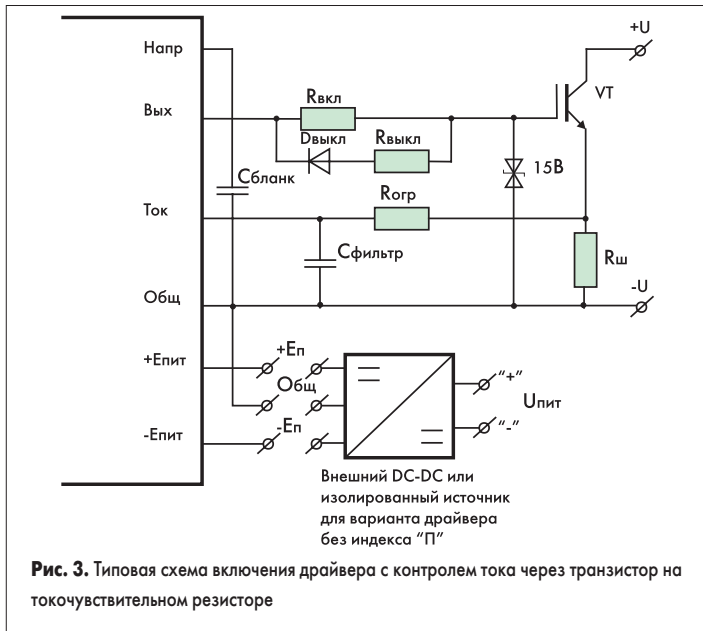 Напр
+U
VT
Вых
Rвкл
Dвыкл
Rвыкл
15В
Сбланк
Ток
Rогр
Сфильтр
Rш
Общ
-U
+Епит
+Еп
Общ
"+"
Uпит
-Епит
-Еп
"-"
Внешний DC-DC или
изолированный источник
для варианта драйвера
без индекса "П"
Рис. 3. Типовая схема включения драйвера с контролем тока через транзистор на
токочувствительном резисторе